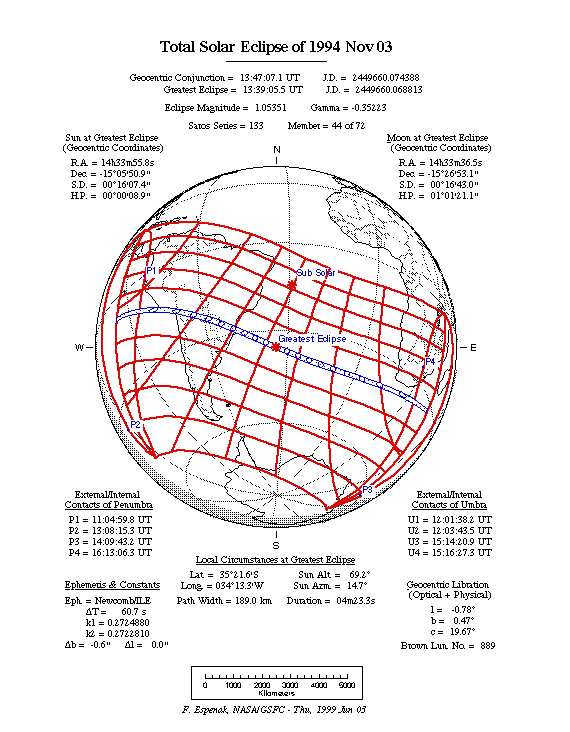 Total Solar Eclipse of 1994 Nov 03
Geocentric Conjunction = 13:47:07.1 UT J.D. = 2449660.074388
Greatest Eclipse = 13:39:05.5 UT J.D. = 2449660.068813
Eclipse Magnitude = 1.05351 Gamma = -0.35223
Saros Series = 133 Member = 44 of 72
Sun at Greatest Eclipse
(Geocentric Coordinates)
R.A. = 14h33m55.8s
Dec. = -15°05'50.9"
S.D. = 00°16'07.4"
H.P. = 00°00'08.9"
Moon at Greatest Eclipse
(Geocentric Coordinates)
R.A. = 14h33m36.5s
Dec. = -15°26'53.1"
S.D. = 00°16'43.0"
H.P. = 01°01'21.1"
N
P1
Sub Solar
W
Greatest Eclipse
E
P4
P2
P3
S
External/Internal
Contacts of Penumbra
P1 = 11:04:59.8 UT
P2 = 13:08:15.3 UT
P3 = 14:09:43.2 UT
P4 = 16:13:06.3 UT
External/Internal
Contacts of Umbra
U1 = 12:01:38.2 UT
U2 = 12:03:43.5 UT
U3 = 15:14:20.9 UT
U4 = 15:16:27.3 UT
Local Circumstances at Greatest Eclipse
Lat. = 35°21.6'S Sun Alt. = 69.2°
Long. = 034°13.3'W Sun Azm. = 14.7°
Path Width = 189.0 km Duration = 04m23.3s
Ephemeris & Constants
Eph. = Newcomb/ILE
ΔT = 60.7 s
k1 = 0.2724880
k2 = 0.2722810
Δb = -0.6" Δl = 0.0"
Geocentric Libration
(Optical + Physical)
l = -0.78°
b = 0.47°
c = 19.67°
Brown Lun. No. = 889
0 1000 2000 3000 4000 5000
Kilometers
F. Espenak, NASA/GSFC - Thu, 1999 Jun 03